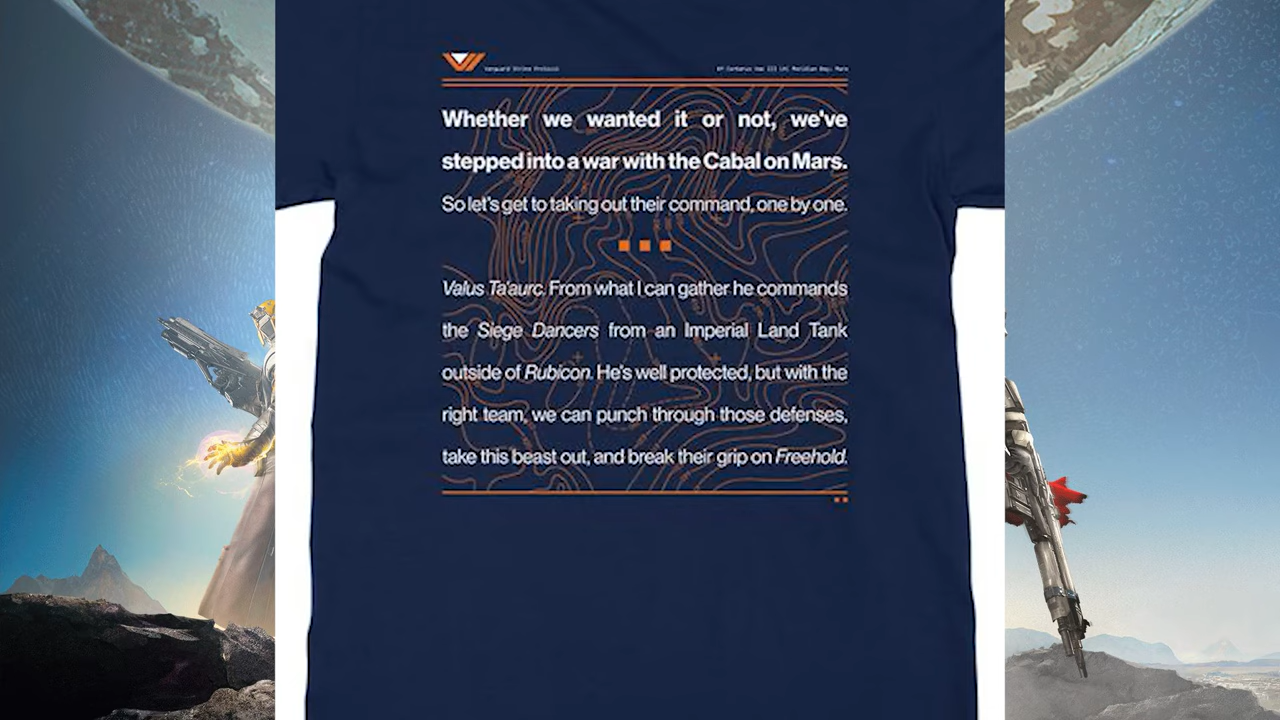 Vanguard Strike Protocol
Whether we wanted it or not, we've
stepped into a war with the Cabal on Mars.
So let's get to taking out their command, one by one.
Valus Ta'aurc. From what I can gather he commands
the Siege Dancers from an Imperial Land Tank
outside of Rubicon. He's well protected, but with the
right team, we can punch through those defenses,
take this beast out, and break their grip on Freehold.